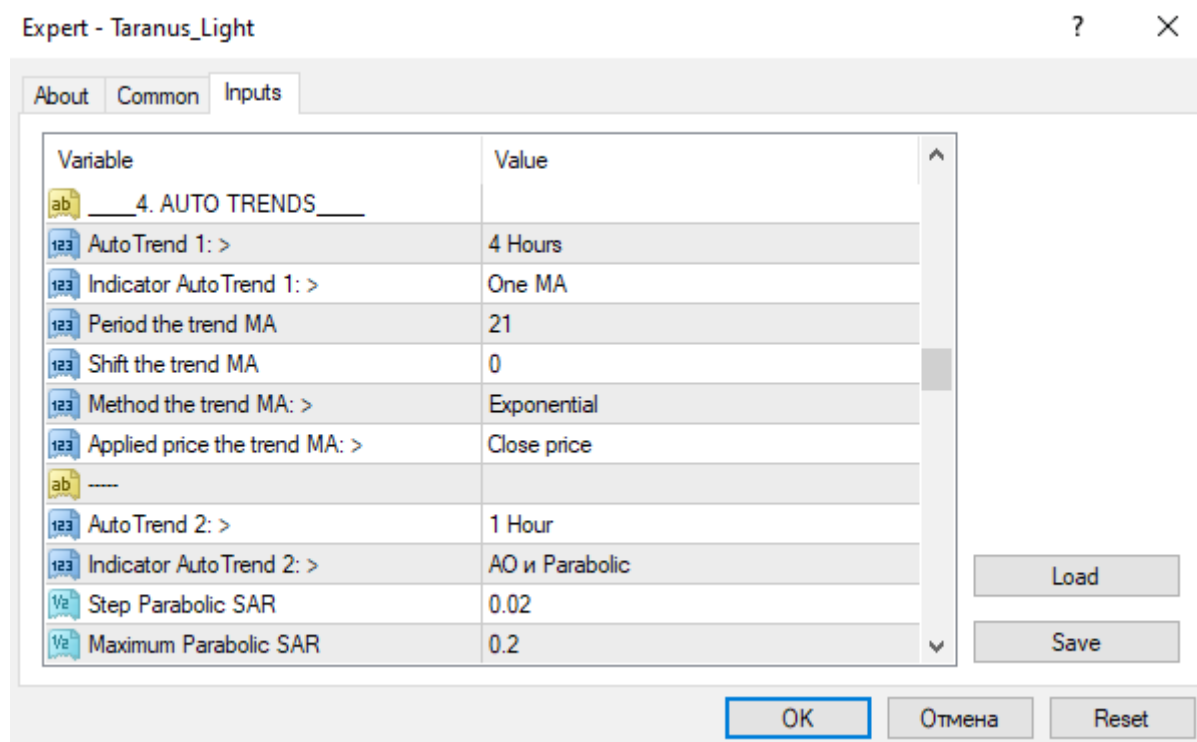 Expert - Taranus_Light ? ×
About Common Inputs
Variable Value
ab ____4. AUTO TRENDS____
123 AutoTrend 1: > 4 Hours
123 Indicator AutoTrend 1: > One MA
123 Period the trend MA 21
123 Shift the trend MA 0
123 Method the trend MA: > Exponential
123 Applied price the trend MA: > Close price
ab -----
123 AutoTrend 2: > 1 Hour
123 Indicator AutoTrend 2: > АО и Parabolic
Load
½ Step Parabolic SAR 0.02
½ Maximum Parabolic SAR 0.2
Save
OK Отмена Reset